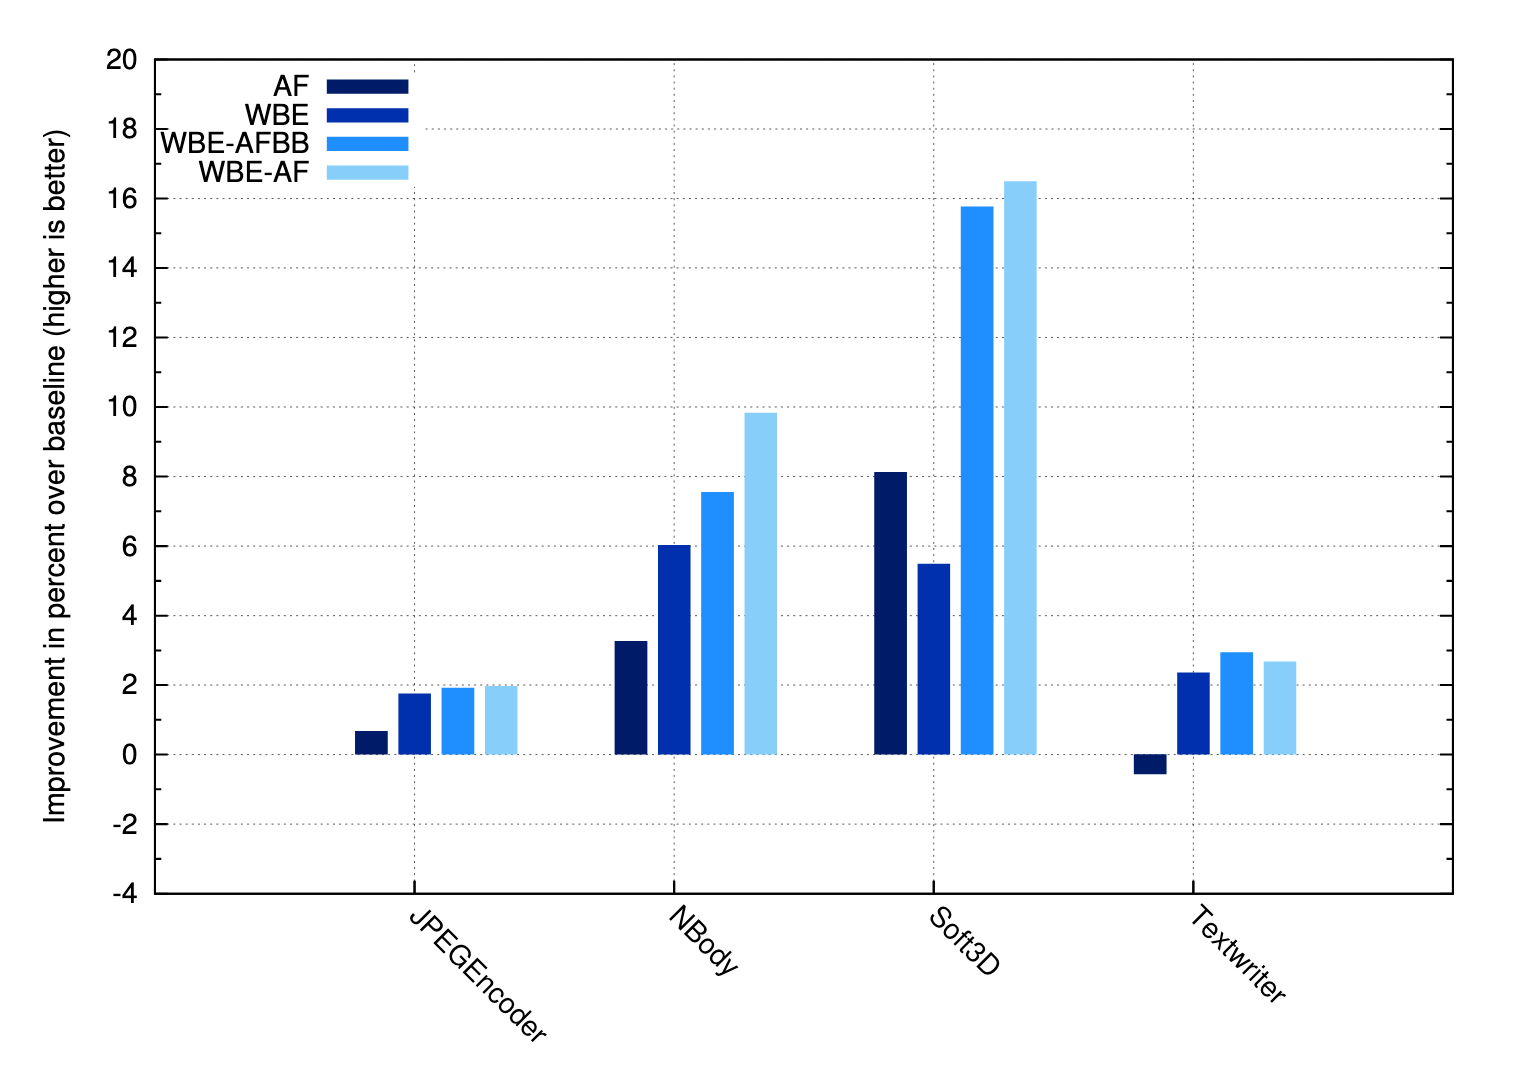 Improvement in percent over baseline (higher is better)
20
18
16
14
12
10
8
6
4
2
0
-2
-4
AF
WBE
WBE-AFBB
WBE-AF
JPEGEncoder
NBody
Soft3D
Textwriter